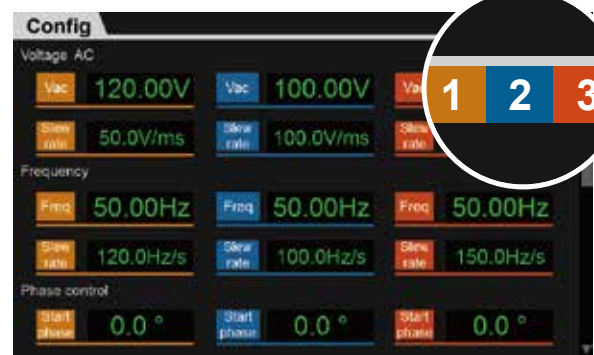 Config
Voltage AC
Vac 120.00V Vac 100.00V Vac
1 2 3
Slew rate 50.0V/ms Slew rate 100.0V/ms Slew rate
Frequency
Freq 50.00Hz Freq 50.00Hz Freq 50.00Hz
Slew rate 120.0Hz/s Slew rate 100.0Hz/s Slew rate 150.0Hz/s
Phase control
Start phase 0.0 ° Start phase 0.0 ° Start phase 0.0 °